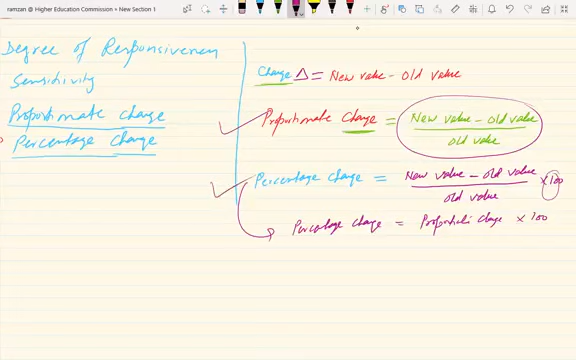 ramzan @ Higher Education Commission » New Section 1
Degree of Responsiveness
Sensitivity
Proportionate Change
Percentage Change
Change Δ = New value - Old value
Proportionate Change = New value - Old value
old value
Percentage Change = New value - Old value × 100
old value
Percentage Change = Proportionate Change × 100